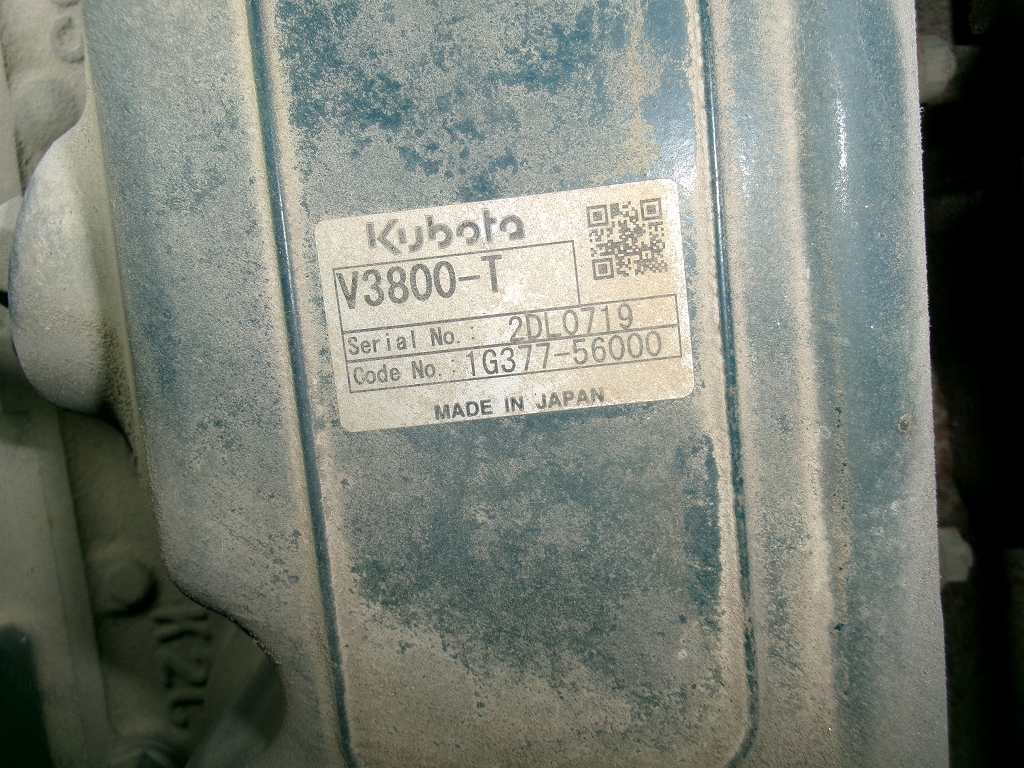 Kubota
V3800-T
Serial No.: 2DL0719
Code No.: 1G377-56000
MADE IN JAPAN